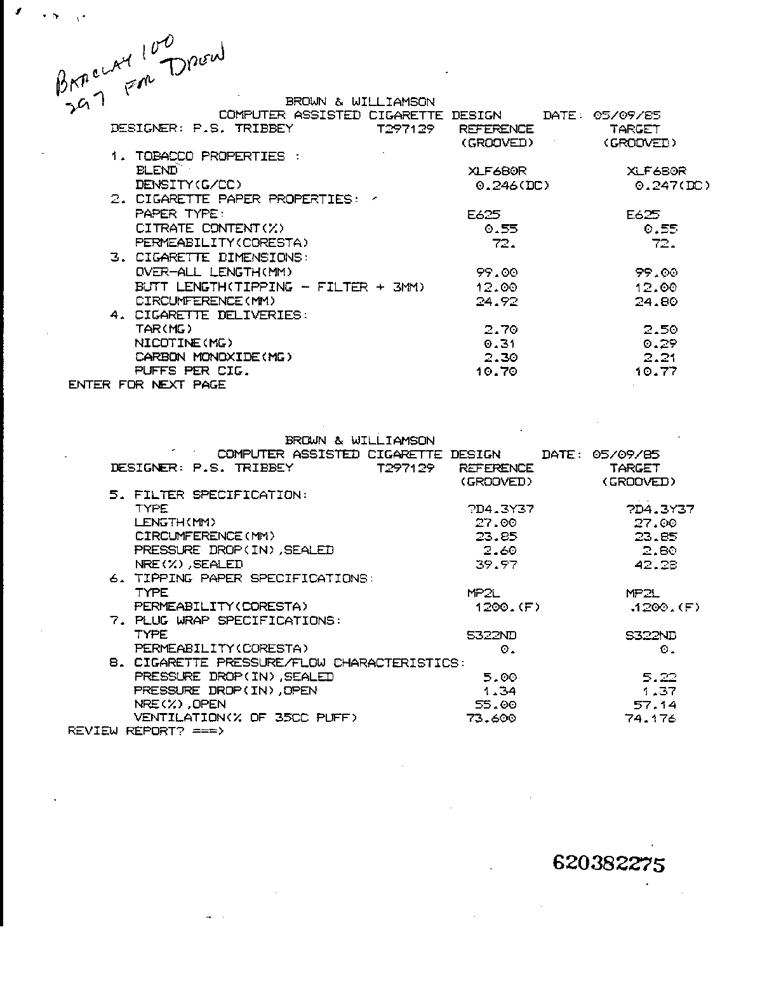 BARCLAY 100
297 FOR DREW
BROWN & WILLIAMSON
COMPUTER ASSISTED CIGARETTE DESIGN DATE: 05/09/85
DESIGNER: P.S. TRIBBEY T297129 REFERENCE TARGET
(GROOVED) (GROOVED)
1. TOBACCO PROPERTIES :
BLEND XLF680R XLF680R
DENSITY(G/CC) 0.246(DC) 0.247(DC)
2. CIGARETTE PAPER PROPERTIES:
PAPER TYPE: E625 E625
CITRATE CONTENT(%) 0.55 0.55
PERMEABILITY(CORESTA) 72. 72.
3. CIGARETTE DIMENSIONS:
OVER-ALL LENGTH(MM) 99.00 99.00
BUTT LENGTH(TIPPING - FILTER + 3MM) 12.00 12.00
CIRCUMFERENCE(MM) 24.92 24.80
4. CIGARETTE DELIVERIES:
TAR(MG) 2.70 2.50
NICOTINE(MG) 0.31 0.29
CARBON MONOXIDE(MG) 2.30 2.21
PUFFS PER CIG. 10.70 10.77
ENTER FOR NEXT PAGE
BROWN & WILLIAMSON
COMPUTER ASSISTED CIGARETTE DESIGN DATE: 05/09/85
DESIGNER: P.S. TRIBBEY T297129 REFERENCE TARGET
(GROOVED) (GROOVED)
5. FILTER SPECIFICATION:
TYPE ?D4.3Y37 ?D4.3Y37
LENGTH(MM) 27.00 27.00
CIRCUMFERENCE(MM) 23.85 23.85
PRESSURE DROP(IN),SEALED 2.60 2.80
NRE(%),SEALED 39.97 42.28
6. TIPPING PAPER SPECIFICATIONS:
TYPE MP2L MP2L
PERMEABILITY(CORESTA) 1200.(F) 1200.(F)
7. PLUG WRAP SPECIFICATIONS:
TYPE S322ND S322ND
PERMEABILITY(CORESTA) 0. 0.
8. CIGARETTE PRESSURE/FLOW CHARACTERISTICS:
PRESSURE DROP(IN),SEALED 5.00 5.22
PRESSURE DROP(IN),OPEN 1.34 1.37
NRE(%),OPEN 55.00 57.14
VENTILATION(% OF 35CC PUFF) 73.600 74.176
REVIEW REPORT? ===>
620382275